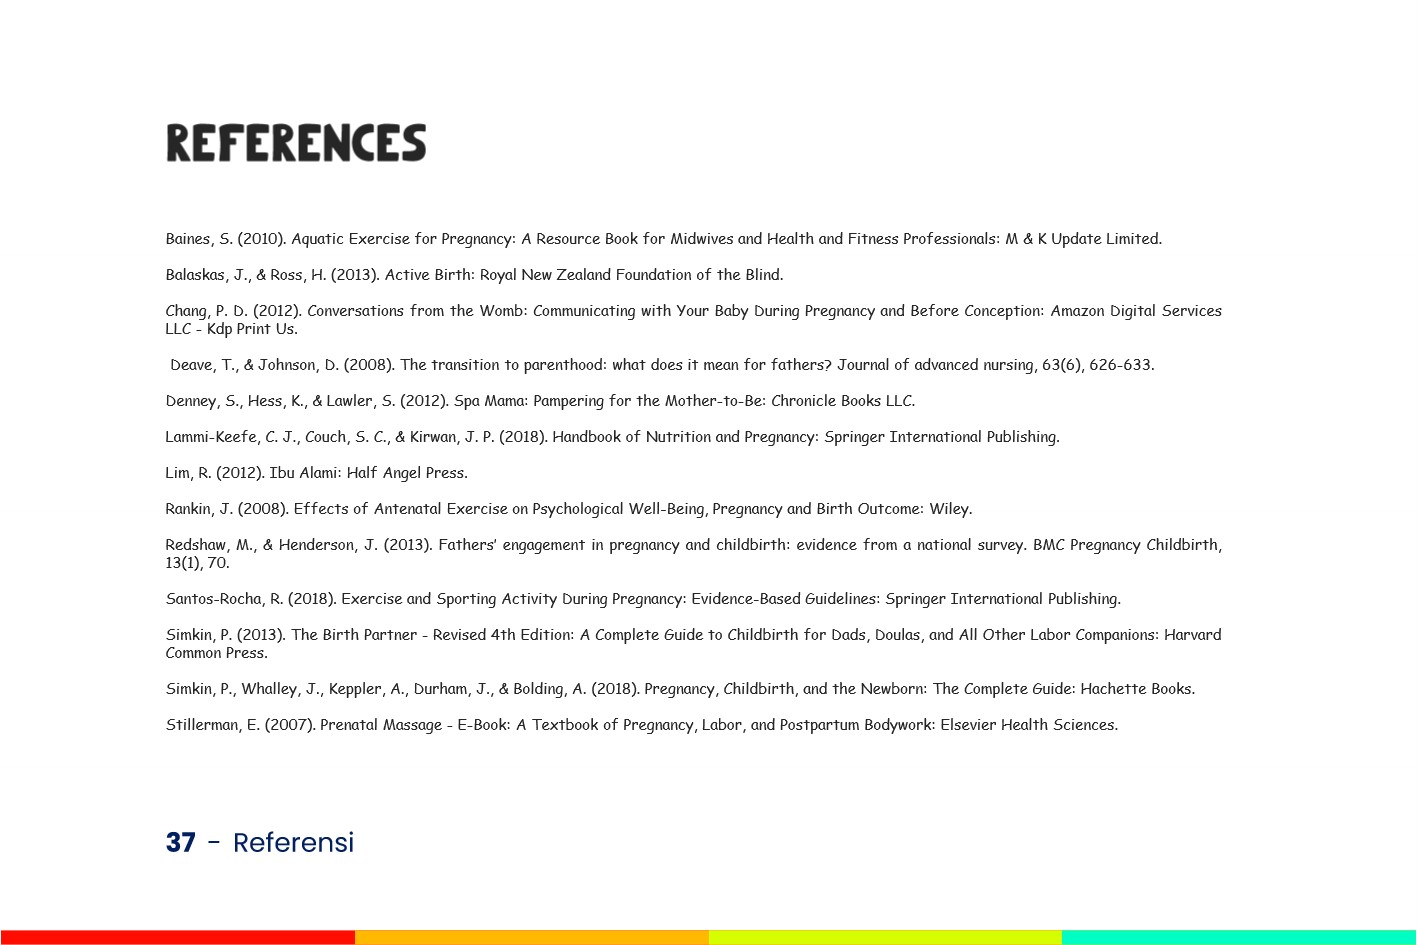 REFERENCES
Baines, S. (2010). Aquatic Exercise for Pregnancy: A Resource Book for Midwives and Health and Fitness Professionals: M & K Update Limited.
Balaskas, J., & Ross, H. (2013). Active Birth: Royal New Zealand Foundation of the Blind.
Chang, P. D. (2012). Conversations from the Womb: Communicating with Your Baby During Pregnancy and Before Conception: Amazon Digital Services
LLC - Kdp Print Us.
Deave, T., & Johnson, D. (2008). The transition to parenthood: what does it mean for fathers? Journal of advanced nursing, 63(6), 626-633.
Denney, S., Hess, K., & Lawler, S. (2012). Spa Mama: Pampering for the Mother-to-Be: Chronicle Books LLC.
Lammi-Keefe, C. J., Couch, S. C., & Kirwan, J. P. (2018). Handbook of Nutrition and Pregnancy: Springer International Publishing.
Lim, R. (2012). Ibu Alami: Half Angel Press.
Rankin, J. (2008). Effects of Antenatal Exercise on Psychological Well-Being, Pregnancy and Birth Outcome: Wiley.
Redshaw, M., & Henderson, J. (2013). Fathers' engagement in pregnancy and childbirth: evidence from a national survey. BMC Pregnancy Childbirth,
13(1), 70.
Santos-Rocha, R. (2018). Exercise and Sporting Activity During Pregnancy: Evidence-Based Guidelines: Springer International Publishing.
Simkin, P. (2013). The Birth Partner - Revised 4th Edition: A Complete Guide to Childbirth for Dads, Doulas, and All Other Labor Companions: Harvard
Common Press.
Simkin, P., Whalley, J., Keppler, A., Durham, J., & Bolding, A. (2018). Pregnancy, Childbirth, and the Newborn: The Complete Guide: Hachette Books.
Stillerman, E. (2007). Prenatal Massage - E-Book: A Textbook of Pregnancy, Labor, and Postpartum Bodywork: Elsevier Health Sciences.
37 - Referensi